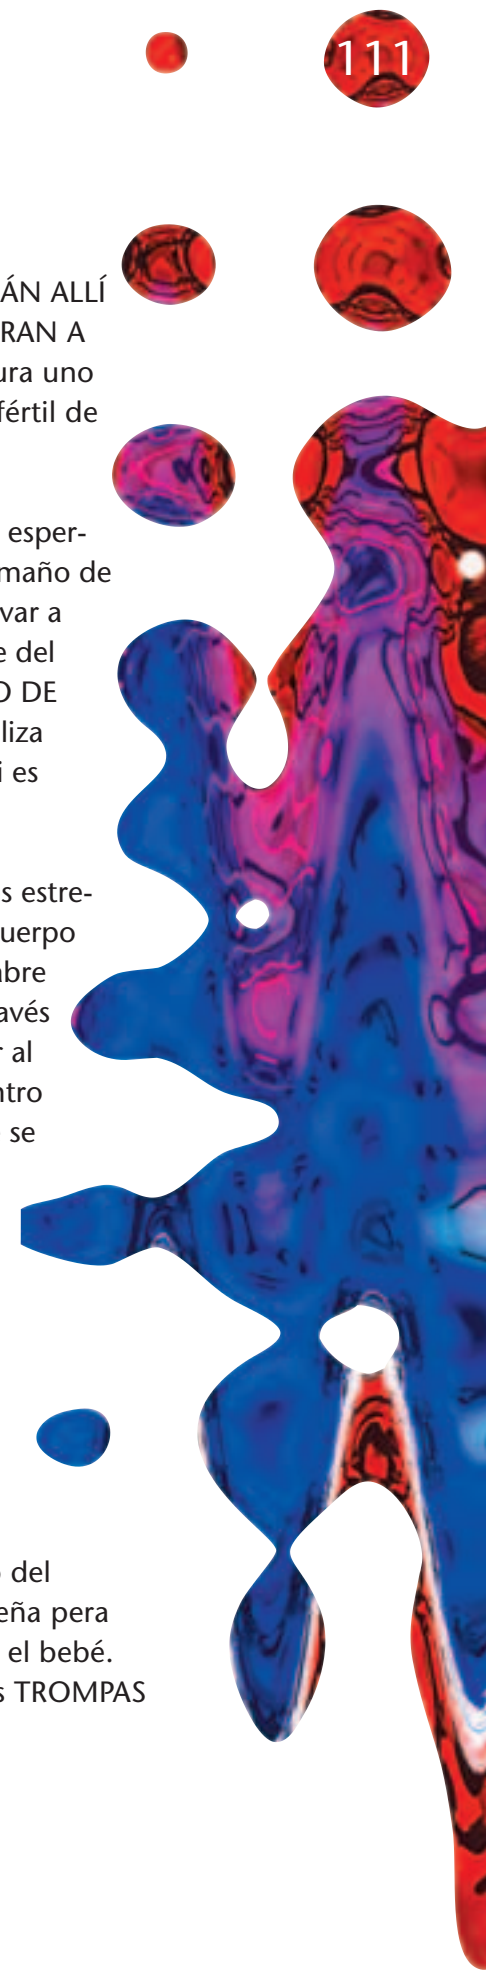 111
ÁN ALLÍ
RAN A
ura uno
fértil de
esper-
maño de
var a
e del
O DE
liza
i es
s estre-
uerpo
abre
avés
r al
ntro
se
o del
eña pera
el bebé.
s TROMPAS